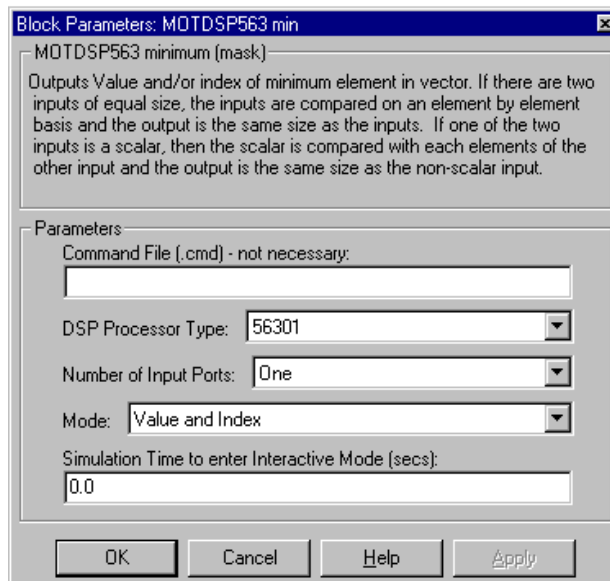 Block Parameters: MOTDSP563 min
MOTDSP563 minimum (mask)
Outputs Value and/or index of minimum element in vector. If there are two
inputs of equal size, the inputs are compared on an element by element
basis and the output is the same size as the inputs.  If one of the two
inputs is a scalar, then the scalar is compared with each elements of the
other input and the output is the same size as the non-scalar input.
Parameters
Command File (.cmd) - not necessary:
DSP Processor Type: 56301
Number of Input Ports: One
Mode: Value and Index
Simulation Time to enter Interactive Mode (secs):
0.0
OK Cancel Help Apply